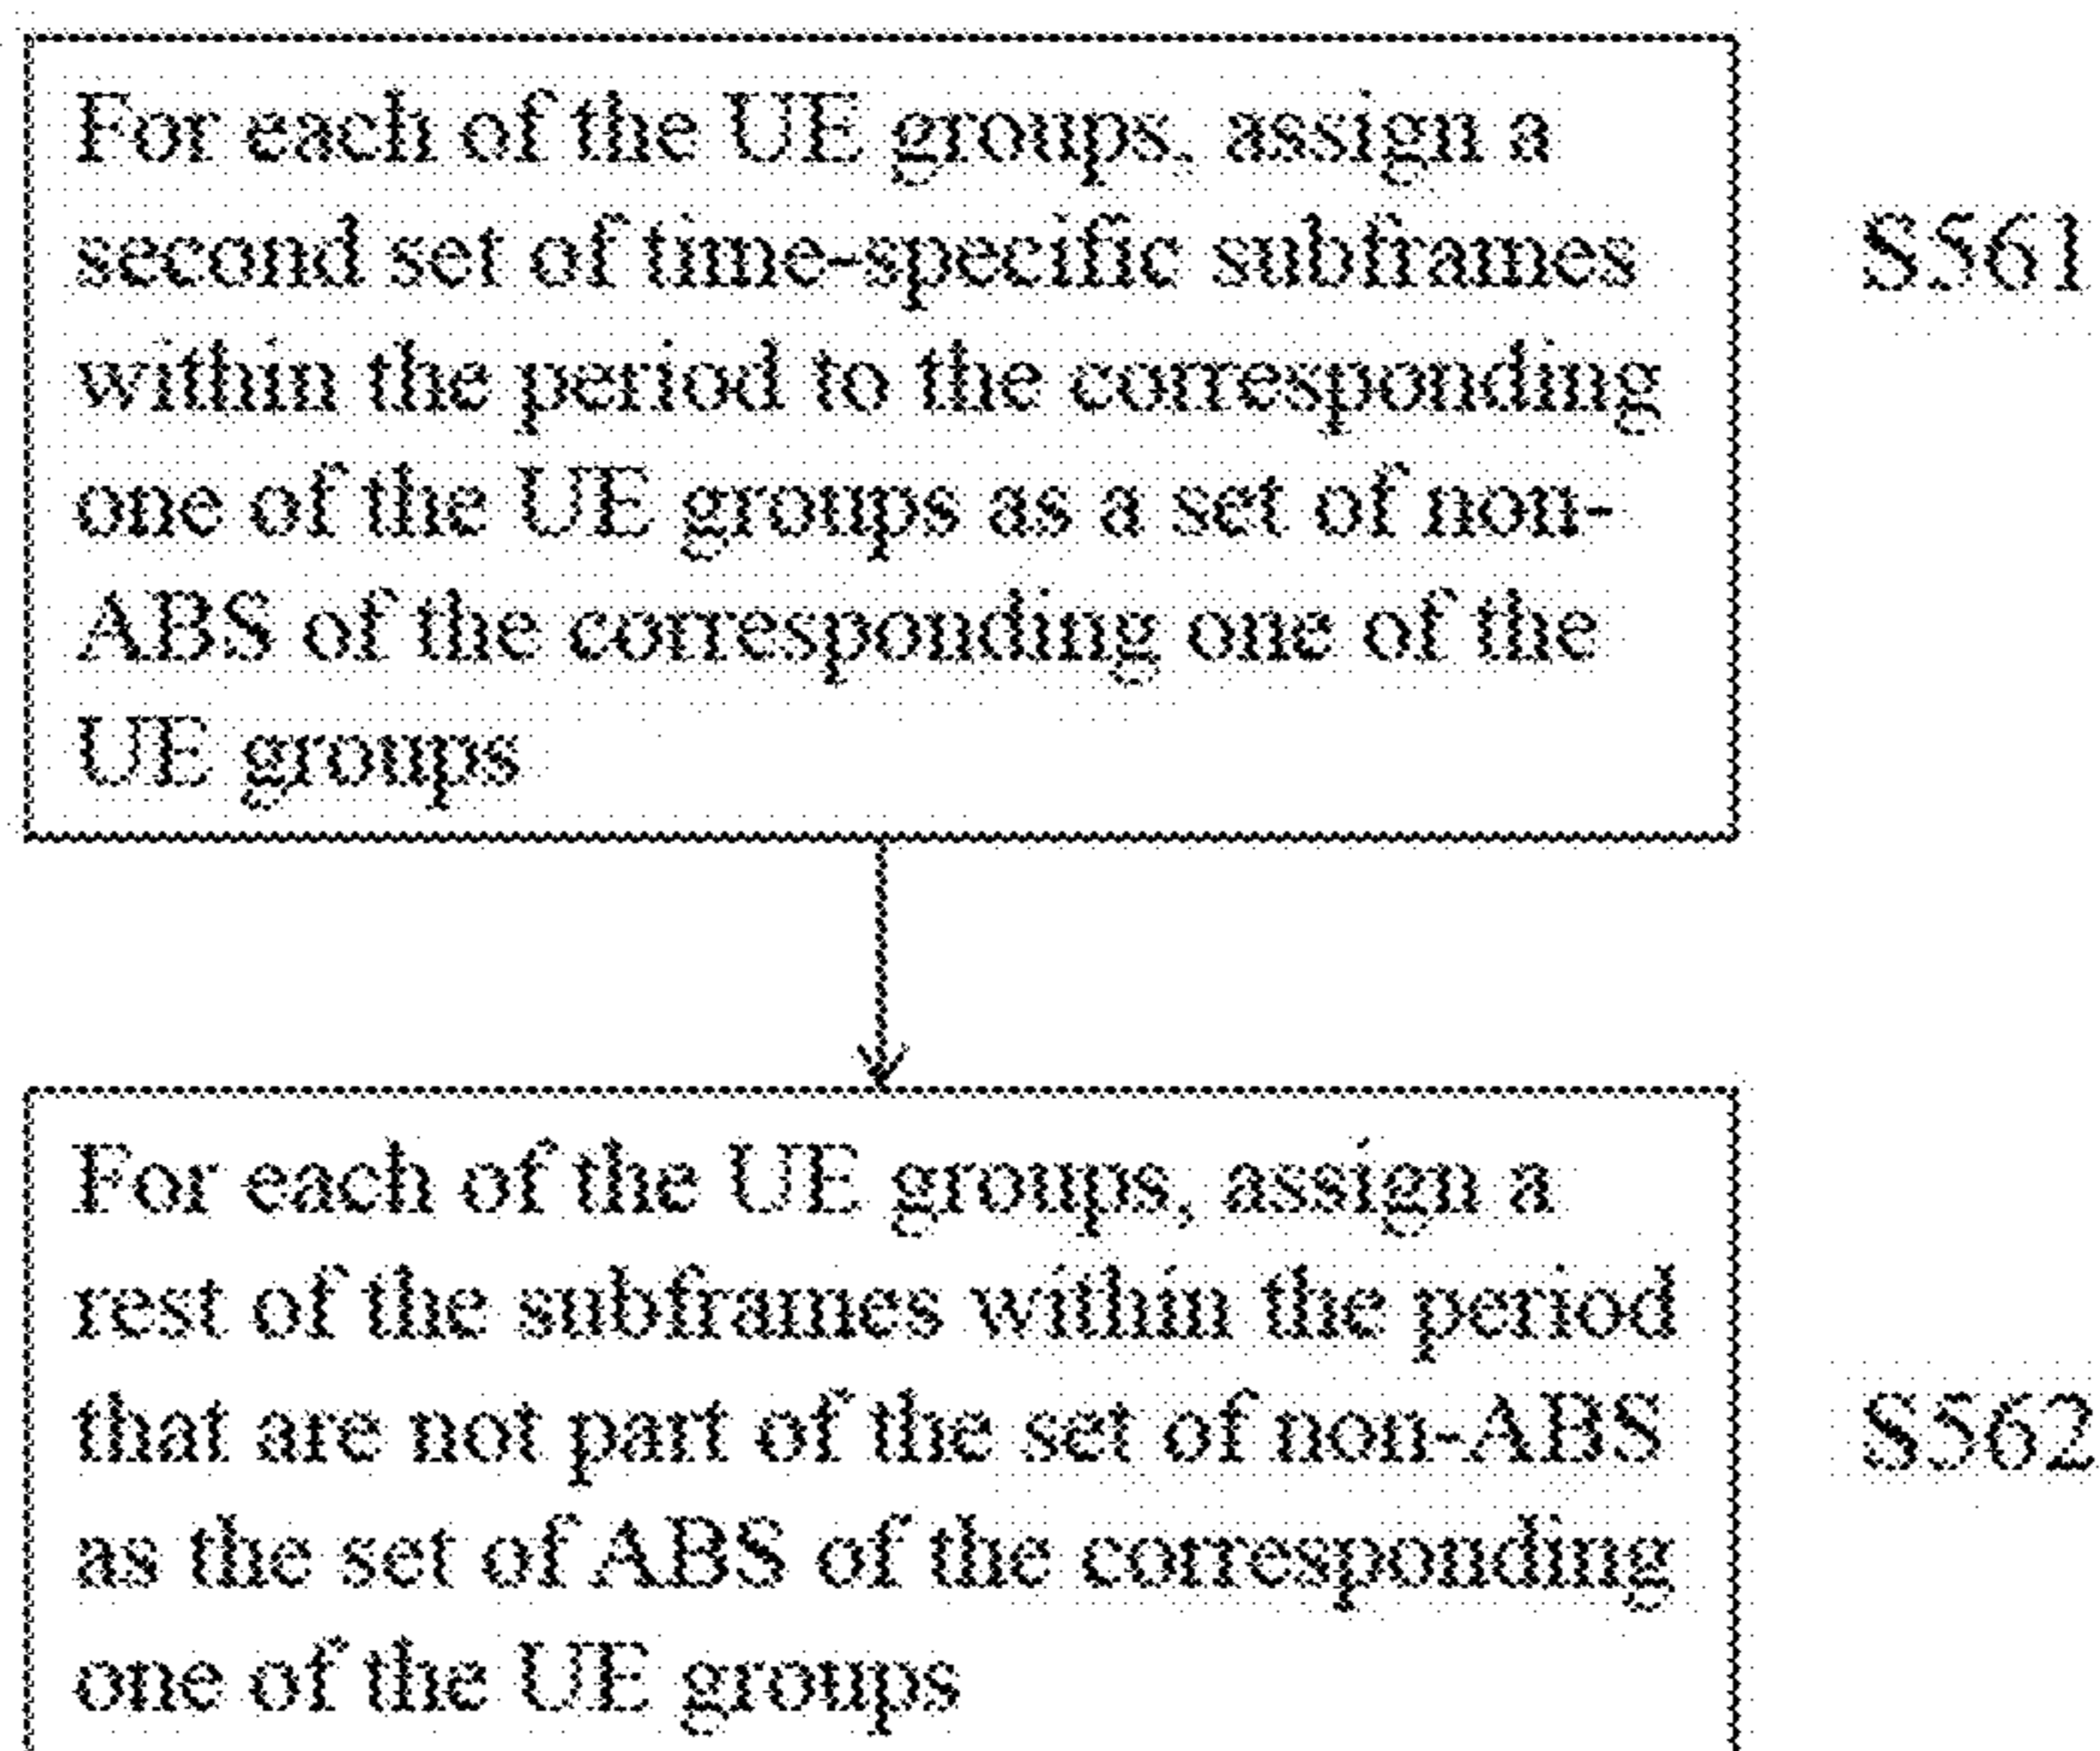 For each of the UE groups, assign a
second set of time-specific subframes
within the period to the corresponding
one of the UE groups as a set of non-
ABS of the corresponding one of the
UE groups
S561
For each of the UE groups, assign a
rest of the subframes within the period
that are not part of the set of non-ABS
as the set of ABS of the corresponding
one of the UE groups
S562